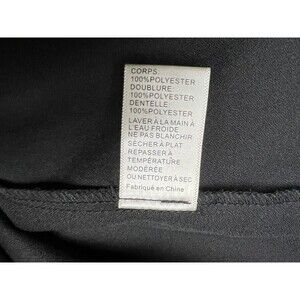 CORPS:
100%POLYESTER
DOUBLURE
100%POLYESTER
DENTELLE
100%POLYESTER
LAVER À LA MAIN À
L'EAU FROIDE
NE PAS BLANCHIR
SÉCHER À PLAT
REPASSER À
TEMPÉRATURE
MODÉRÉE
OU NETTOYER À SEC
Fabriqué en Chine